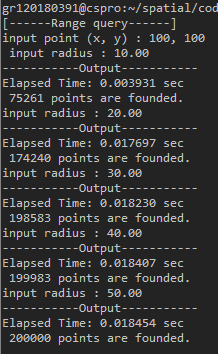 gr120180391@cspro:~/spatial/cod
[------Range query------]
input point (x, y) : 100, 100
 input radius : 10.00
-----------Output-----------
Elapsed Time: 0.003931 sec
 75261 points are founded.
input radius : 20.00
-----------Output-----------
Elapsed Time: 0.017697 sec
 174240 points are founded.
input radius : 30.00
-----------Output-----------
Elapsed Time: 0.018230 sec
 198583 points are founded.
input radius : 40.00
-----------Output-----------
Elapsed Time: 0.018407 sec
 199983 points are founded.
input radius : 50.00
-----------Output-----------
Elapsed Time: 0.018454 sec
 200000 points are founded.